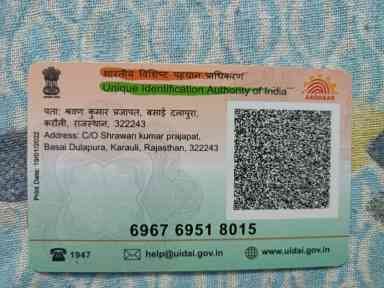 भारतीय विशिष्ट पहचान प्राधिकरण
Unique Identification Authority of India
AADHAAR
पता: श्रवण कुमार प्रजापत, बसाई दलापुरा,
करौली, राजस्थान, 322243
Address: C/O Shrawan kumar prajapat,
Besai Dulapura, Karauli, Rajasthan, 322243
Print Date: 19/01/2022
6967 6951 8015
1947
help@uidai.gov.in
www.uidai.gov.in